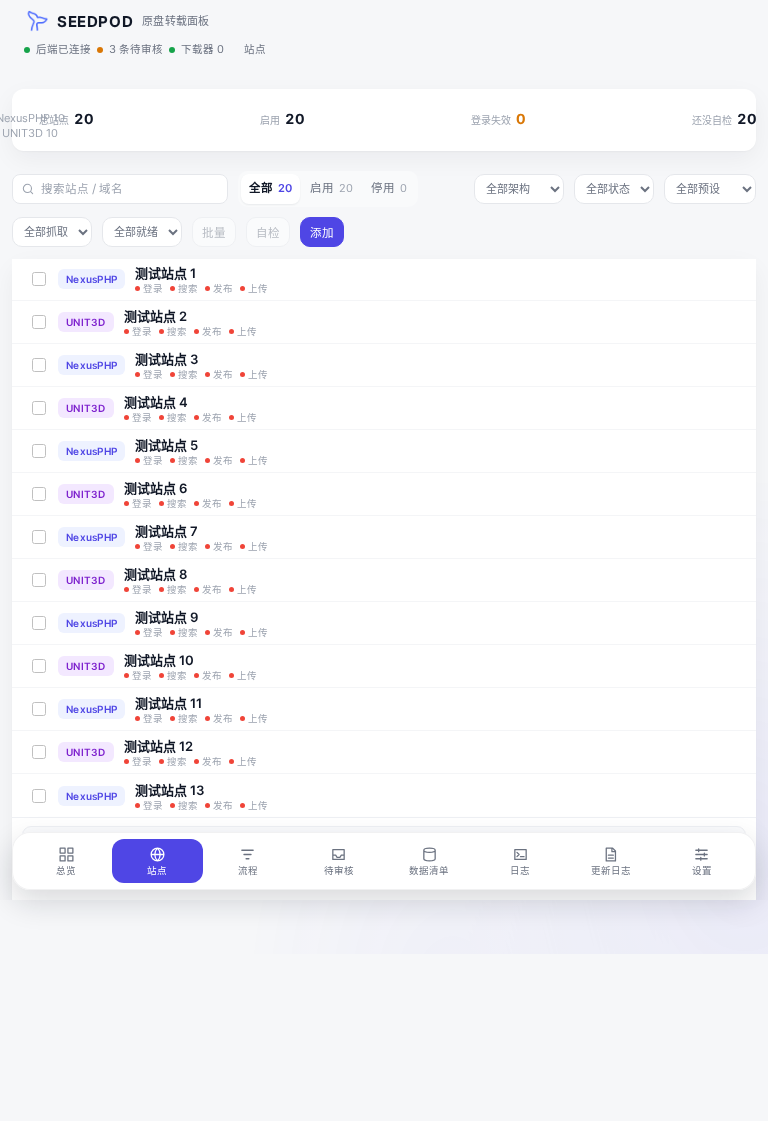 SEEDPOD 原盘转载面板
后端已连接 3 条待审核 下载器 0 站点
总站点 20 启用 20 登录失效 0 还没自检 20
NexusPHP 10
UNIT3D 10
搜索站点 / 域名 全部 20 启用 20 停用 0 全部架构 全部状态 全部预设
全部抓取 全部就绪 批量 自检 添加
NexusPHP 测试站点 1
登录 搜索 发布 上传
UNIT3D 测试站点 2
登录 搜索 发布 上传
NexusPHP 测试站点 3
登录 搜索 发布 上传
UNIT3D 测试站点 4
登录 搜索 发布 上传
NexusPHP 测试站点 5
登录 搜索 发布 上传
UNIT3D 测试站点 6
登录 搜索 发布 上传
NexusPHP 测试站点 7
登录 搜索 发布 上传
UNIT3D 测试站点 8
登录 搜索 发布 上传
NexusPHP 测试站点 9
登录 搜索 发布 上传
UNIT3D 测试站点 10
登录 搜索 发布 上传
NexusPHP 测试站点 11
登录 搜索 发布 上传
UNIT3D 测试站点 12
登录 搜索 发布 上传
NexusPHP 测试站点 13
登录 搜索 发布 上传
总览 站点 流程 待审核 数据清单 日志 更新日志 设置